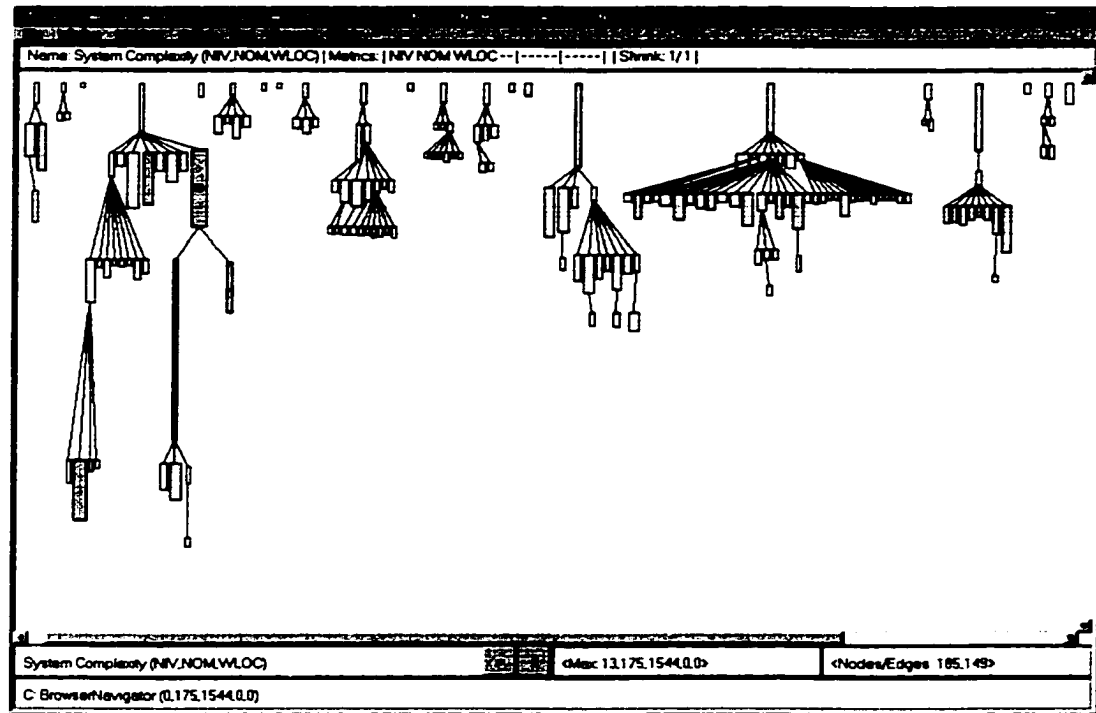 Name: System Complexity (NIV,NOM,WLOC) | Metrics: | NIV NOM WLOC --|-----|-----| | Shrink: 1/1 |
System Complexity (NIV,NOM,WLOC)
<Max: 13,175,1544,0,0>
<Nodes/Edges: 185,149>
C: BrowserNavigator (0,175,1544,0,0)